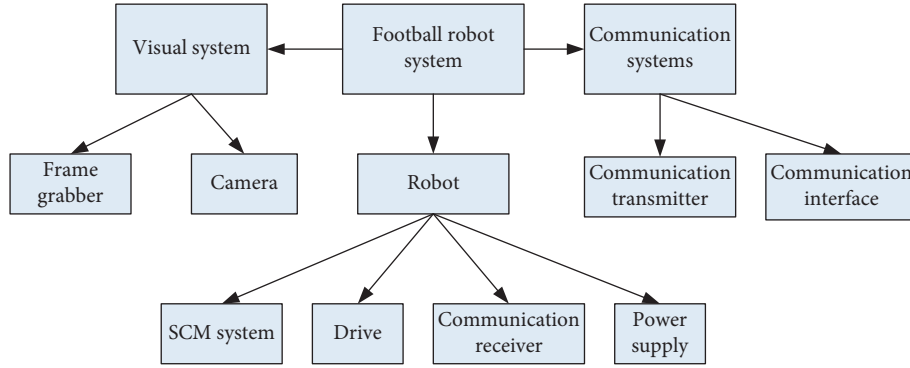 Visual system
Football robot
system
Communication
systems
Frame
grabber
Camera
Robot
Communication
transmitter
Communication
interface
SCM system
Drive
Communication
receiver
Power
supply